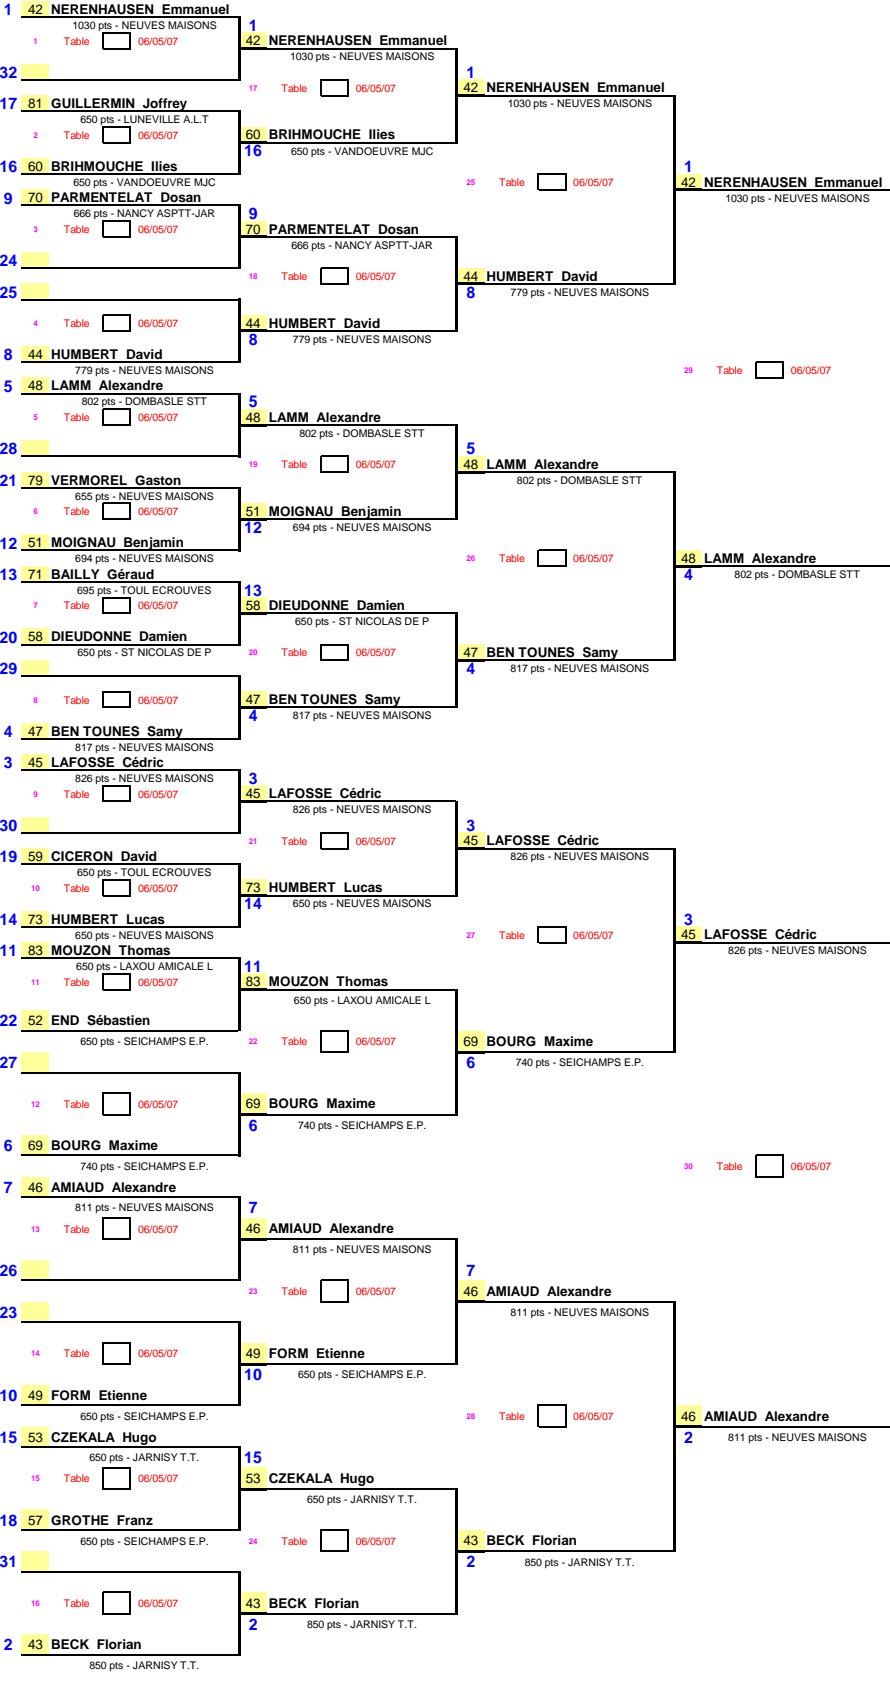 1 42 NERENHAUSEN Emmanuel
1030 pts - NEUVES MAISONS
1 Table 06/05/07
32
17 81 GUILLERMIN Joffrey
650 pts - LUNEVILLE A.L.T
2 Table 06/05/07
16 60 BRIHMOUCHE Ilies
650 pts - VANDOEUVRE MJC
9 70 PARMENTELAT Dosan
666 pts - NANCY ASPTT-JAR
3 Table 06/05/07
24
25
4 Table 06/05/07
8 44 HUMBERT David
779 pts - NEUVES MAISONS
5 48 LAMM Alexandre
802 pts - DOMBASLE STT
5 Table 06/05/07
28
21 79 VERMOREL Gaston
655 pts - NEUVES MAISONS
6 Table 06/05/07
12 51 MOIGNAU Benjamin
694 pts - NEUVES MAISONS
13 71 BAILLY Géraud
695 pts - TOUL ECROUVES
7 Table 06/05/07
20 58 DIEUDONNE Damien
650 pts - ST NICOLAS DE P
29
8 Table 06/05/07
4 47 BEN TOUNES Samy
817 pts - NEUVES MAISONS
3 45 LAFOSSE Cédric
826 pts - NEUVES MAISONS
9 Table 06/05/07
30
19 59 CICERON David
650 pts - TOUL ECROUVES
10 Table 06/05/07
14 73 HUMBERT Lucas
650 pts - NEUVES MAISONS
11 83 MOUZON Thomas
650 pts - LAXOU AMICALE L
11 Table 06/05/07
22 52 END Sébastien
650 pts - SEICHAMPS E.P.
27
12 Table 06/05/07
6 69 BOURG Maxime
740 pts - SEICHAMPS E.P.
7 46 AMIAUD Alexandre
811 pts - NEUVES MAISONS
13 Table 06/05/07
26
23
14 Table 06/05/07
10 49 FORM Etienne
650 pts - SEICHAMPS E.P.
15 53 CZEKALA Hugo
650 pts - JARNISY T.T.
15 Table 06/05/07
18 57 GROTHE Franz
650 pts - SEICHAMPS E.P.
31
16 Table 06/05/07
2 43 BECK Florian
850 pts - JARNISY T.T.
1
42 NERENHAUSEN Emmanuel
1030 pts - NEUVES MAISONS
17 Table 06/05/07
60 BRIHMOUCHE Ilies
16 650 pts - VANDOEUVRE MJC
9
70 PARMENTELAT Dosan
666 pts - NANCY ASPTT-JAR
18 Table 06/05/07
44 HUMBERT David
8 779 pts - NEUVES MAISONS
5
48 LAMM Alexandre
802 pts - DOMBASLE STT
19 Table 06/05/07
51 MOIGNAU Benjamin
12 694 pts - NEUVES MAISONS
13
58 DIEUDONNE Damien
650 pts - ST NICOLAS DE P
20 Table 06/05/07
47 BEN TOUNES Samy
4 817 pts - NEUVES MAISONS
3
45 LAFOSSE Cédric
826 pts - NEUVES MAISONS
21 Table 06/05/07
73 HUMBERT Lucas
14 650 pts - NEUVES MAISONS
11
83 MOUZON Thomas
650 pts - LAXOU AMICALE L
22 Table 06/05/07
69 BOURG Maxime
6 740 pts - SEICHAMPS E.P.
7
46 AMIAUD Alexandre
811 pts - NEUVES MAISONS
23 Table 06/05/07
49 FORM Etienne
10 650 pts - SEICHAMPS E.P.
15
53 CZEKALA Hugo
650 pts - JARNISY T.T.
24 Table 06/05/07
43 BECK Florian
2 850 pts - JARNISY T.T.
1
42 NERENHAUSEN Emmanuel
1030 pts - NEUVES MAISONS
25 Table 06/05/07
44 HUMBERT David
8 779 pts - NEUVES MAISONS
5
48 LAMM Alexandre
802 pts - DOMBASLE STT
26 Table 06/05/07
47 BEN TOUNES Samy
4 817 pts - NEUVES MAISONS
3
45 LAFOSSE Cédric
826 pts - NEUVES MAISONS
27 Table 06/05/07
69 BOURG Maxime
6 740 pts - SEICHAMPS E.P.
7
46 AMIAUD Alexandre
811 pts - NEUVES MAISONS
28 Table 06/05/07
43 BECK Florian
2 850 pts - JARNISY T.T.
1
42 NERENHAUSEN Emmanuel
1030 pts - NEUVES MAISONS
29 Table 06/05/07
48 LAMM Alexandre
4 802 pts - DOMBASLE STT
3
45 LAFOSSE Cédric
826 pts - NEUVES MAISONS
30 Table 06/05/07
46 AMIAUD Alexandre
2 811 pts - NEUVES MAISONS